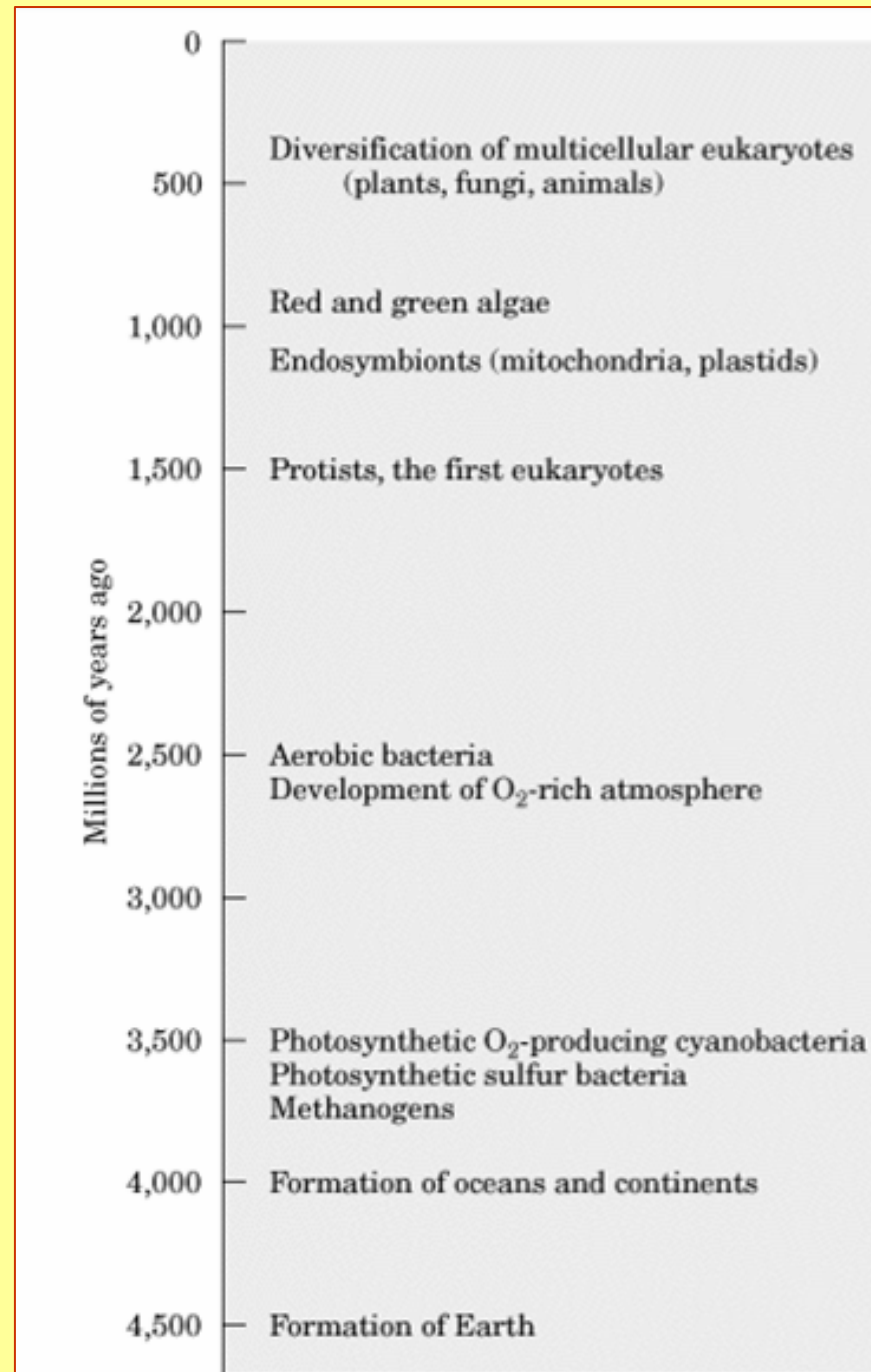 0
Diversification of multicellular eukaryotes
500
(plants, fungi, animals)
Red and green algae
1,000
Endosymbionts (mitochondria, plastids)
1,500
Protists, the first eukaryotes
Millions of years ago
2,000
2,500
Aerobic bacteria
Development of O₂-rich atmosphere
3,000
3,500
Photosynthetic O₂-producing cyanobacteria
Photosynthetic sulfur bacteria
Methanogens
4,000
Formation of oceans and continents
4,500
Formation of Earth